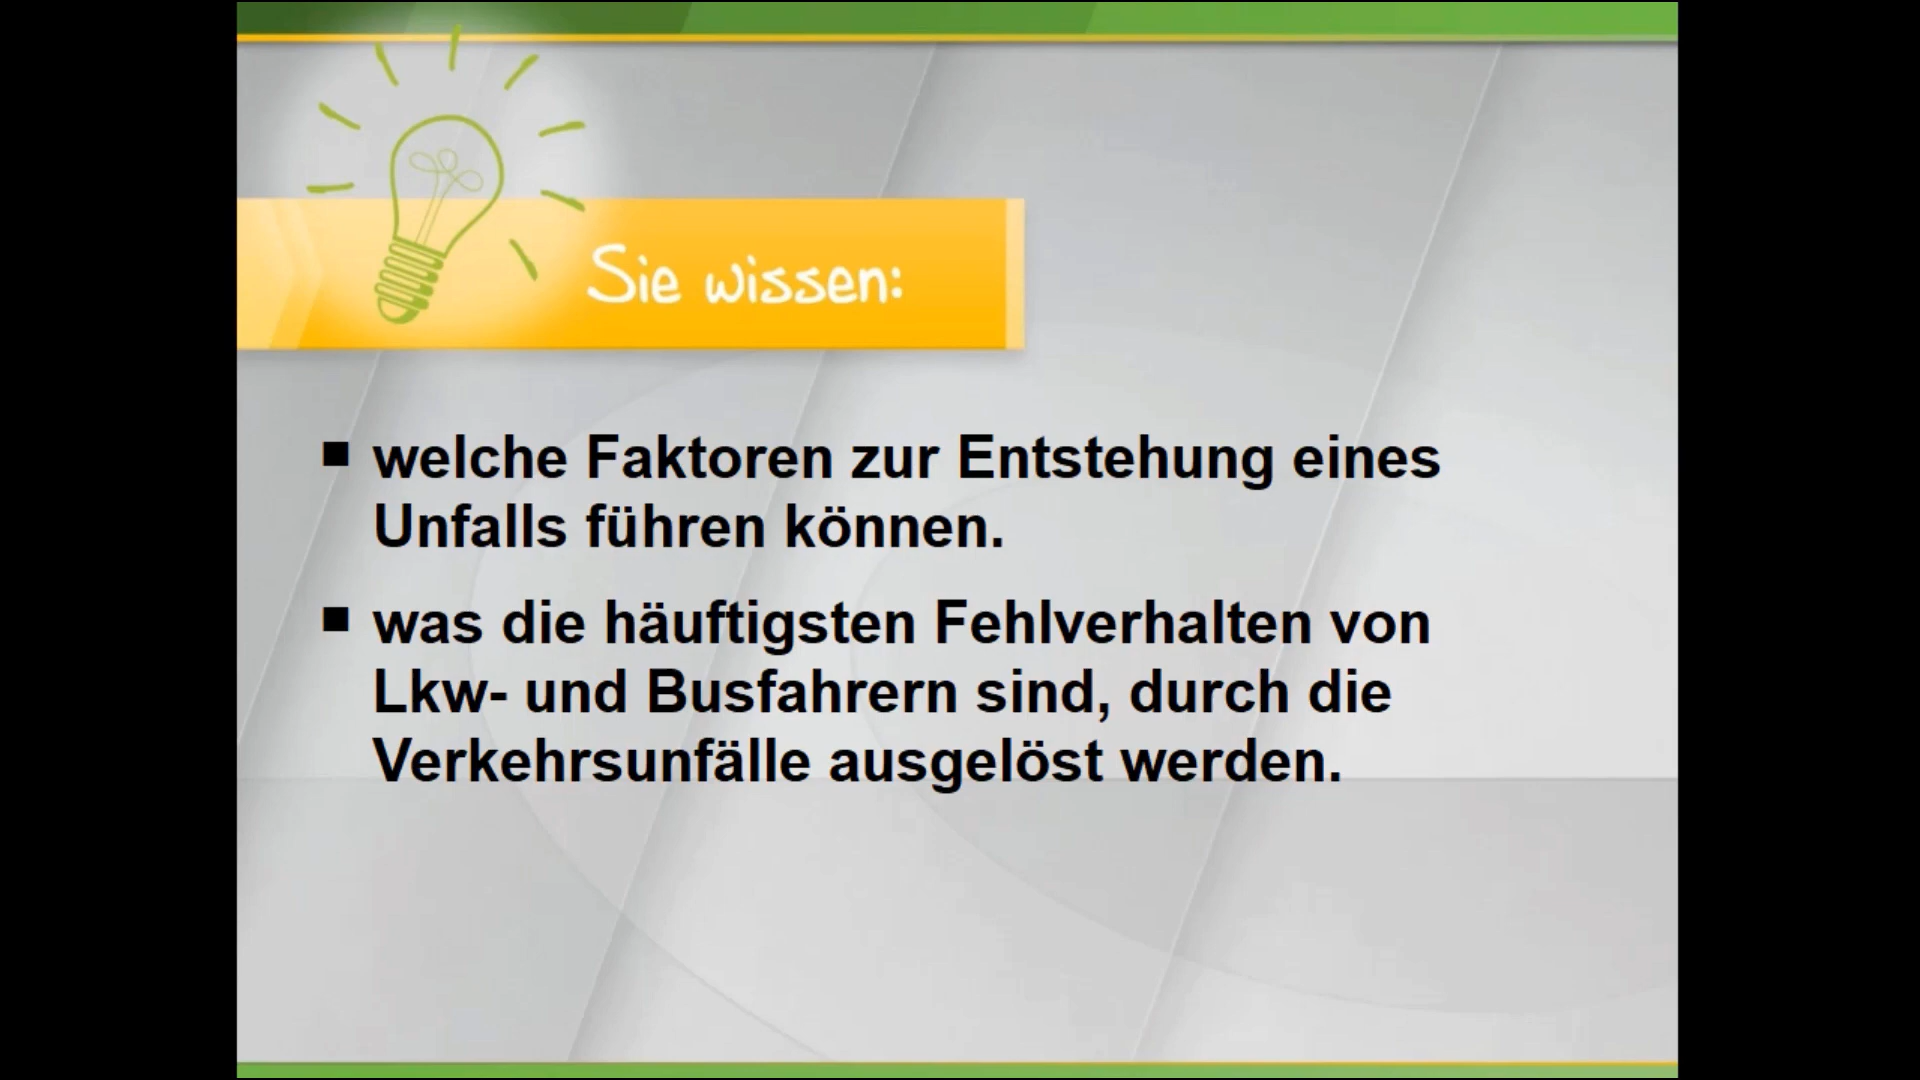 Sie wissen:
▪ welche Faktoren zur Entstehung eines
Unfalls führen können.
▪ was die häuftigsten Fehlverhalten von
Lkw- und Busfahrern sind, durch die
Verkehrsunfälle ausgelöst werden.